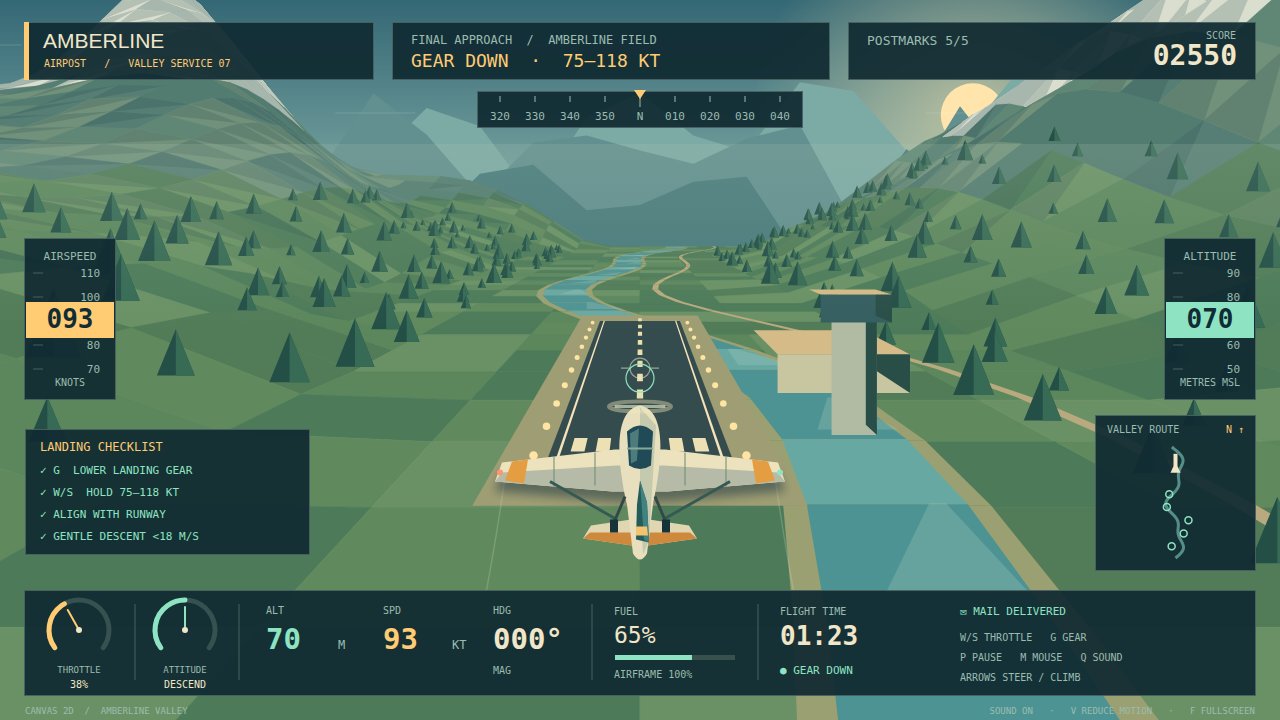 AMBERLINE
AIRPOST / VALLEY SERVICE 07
FINAL APPROACH / AMBERLINE FIELD
GEAR DOWN · 75–118 KT
POSTMARKS 5/5
SCORE
02550
320 330 340 350 N 010 020 030 040
AIRSPEED
110
100
093
80
70
KNOTS
ALTITUDE
90
80
070
60
50
METRES MSL
LANDING CHECKLIST
✓ G LOWER LANDING GEAR
✓ W/S HOLD 75–118 KT
✓ ALIGN WITH RUNWAY
✓ GENTLE DESCENT <18 M/S
VALLEY ROUTE N ↑
THROTTLE
38%
ATTITUDE
DESCEND
ALT
70 M
SPD
93 KT
HDG
000°
MAG
FUEL
65%
AIRFRAME 100%
FLIGHT TIME
01:23
● GEAR DOWN
✉ MAIL DELIVERED
W/S THROTTLE G GEAR
P PAUSE M MOUSE Q SOUND
ARROWS STEER / CLIMB
CANVAS 2D / AMBERLINE VALLEY
SOUND ON · V REDUCE MOTION · F FULLSCREEN